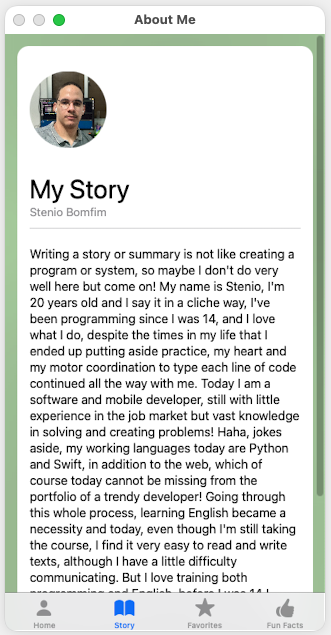 About Me
My Story
Stenio Bomfim
Writing a story or summary is not like creating a
program or system, so maybe I don't do very
well here but come on! My name is Stenio, I'm
20 years old and I say it in a cliche way, I've
been programming since I was 14, and I love
what I do, despite the times in my life that I
ended up putting aside practice, my heart and
my motor coordination to type each line of code
continued all the way with me. Today I am a
software and mobile developer, still with little
experience in the job market but vast knowledge
in solving and creating problems! Haha, jokes
aside, my working languages today are Python
and Swift, in addition to the web, which of
course today cannot be missing from the
portfolio of a trendy developer! Going through
this whole process, learning English became a
necessity and today, even though I'm still taking
the course, I find it very easy to read and write
texts, although I have a little difficulty
communicating. But I love training both
programming and English, before I was 14 I
Home
Story
Favorites
Fun Facts